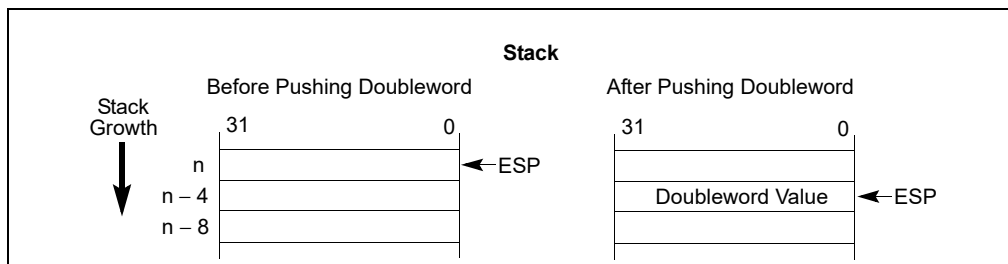 Stack
Before Pushing Doubleword
After Pushing Doubleword
Stack
Growth
31 0
31 0
n
ESP
n – 4
Doubleword Value
ESP
n – 8